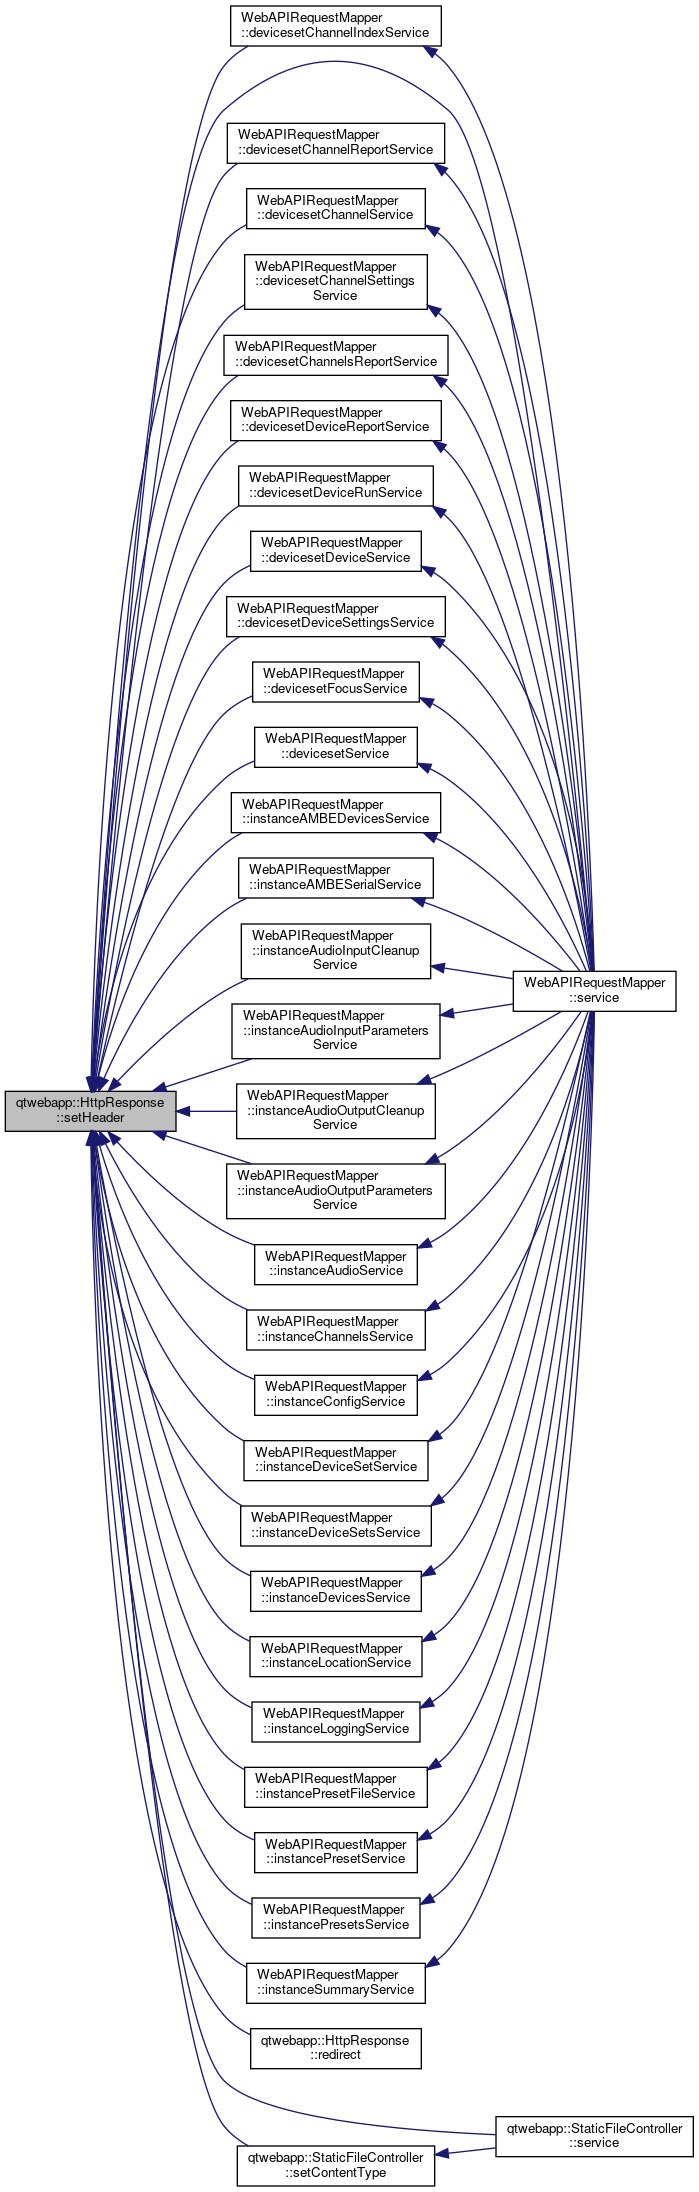 WebAPIRequestMapper
::devicesetChannelIndexService
WebAPIRequestMapper
::devicesetChannelReportService
WebAPIRequestMapper
::devicesetChannelService
WebAPIRequestMapper
::devicesetChannelSettings
Service
WebAPIRequestMapper
::devicesetChannelsReportService
WebAPIRequestMapper
::devicesetDeviceReportService
WebAPIRequestMapper
::devicesetDeviceRunService
WebAPIRequestMapper
::devicesetDeviceService
WebAPIRequestMapper
::devicesetDeviceSettingsService
WebAPIRequestMapper
::devicesetFocusService
WebAPIRequestMapper
::devicesetService
WebAPIRequestMapper
::instanceAMBEDevicesService
WebAPIRequestMapper
::instanceAMBESerialService
WebAPIRequestMapper
::instanceAudioInputCleanup
Service
WebAPIRequestMapper
::service
WebAPIRequestMapper
::instanceAudioInputParameters
Service
qtwebapp::HttpResponse
::setHeader
WebAPIRequestMapper
::instanceAudioOutputCleanup
Service
WebAPIRequestMapper
::instanceAudioOutputParameters
Service
WebAPIRequestMapper
::instanceAudioService
WebAPIRequestMapper
::instanceChannelsService
WebAPIRequestMapper
::instanceConfigService
WebAPIRequestMapper
::instanceDeviceSetService
WebAPIRequestMapper
::instanceDeviceSetsService
WebAPIRequestMapper
::instanceDevicesService
WebAPIRequestMapper
::instanceLocationService
WebAPIRequestMapper
::instanceLoggingService
WebAPIRequestMapper
::instancePresetFileService
WebAPIRequestMapper
::instancePresetService
WebAPIRequestMapper
::instancePresetsService
WebAPIRequestMapper
::instanceSummaryService
qtwebapp::HttpResponse
::redirect
qtwebapp::StaticFileController
::service
qtwebapp::StaticFileController
::setContentType